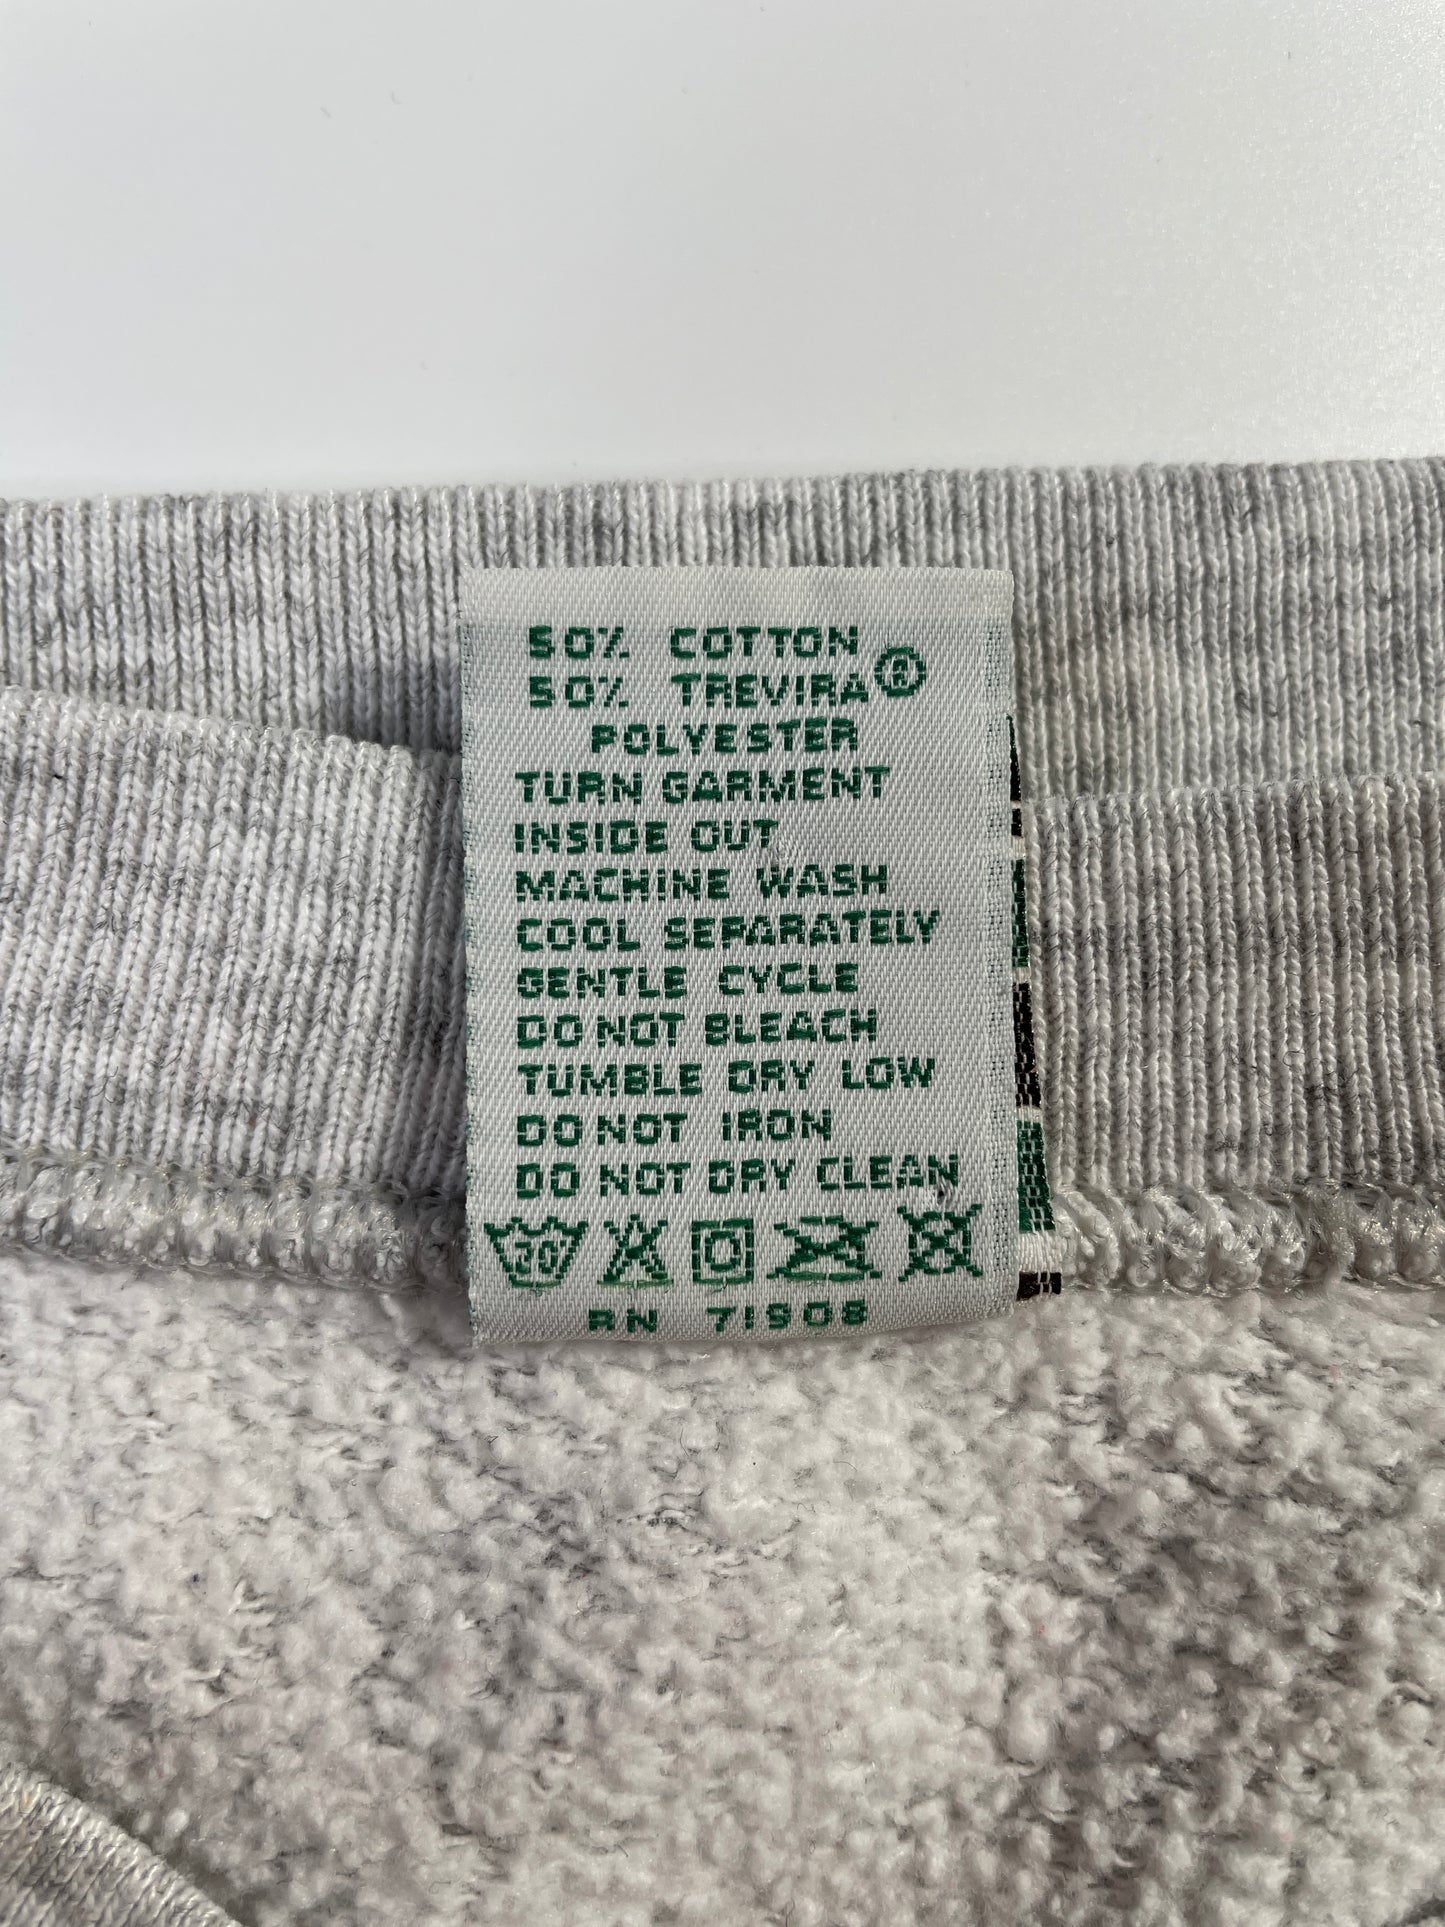 50% COTTON
50% TREVIRA®
POLYESTER
TURN GARMENT
INSIDE OUT
MACHINE WASH
COOL SEPARATELY
GENTLE CYCLE
DO NOT BLEACH
TUMBLE DRY LOW
DO NOT IRON
DO NOT DRY CLEAN
30
RN 71908